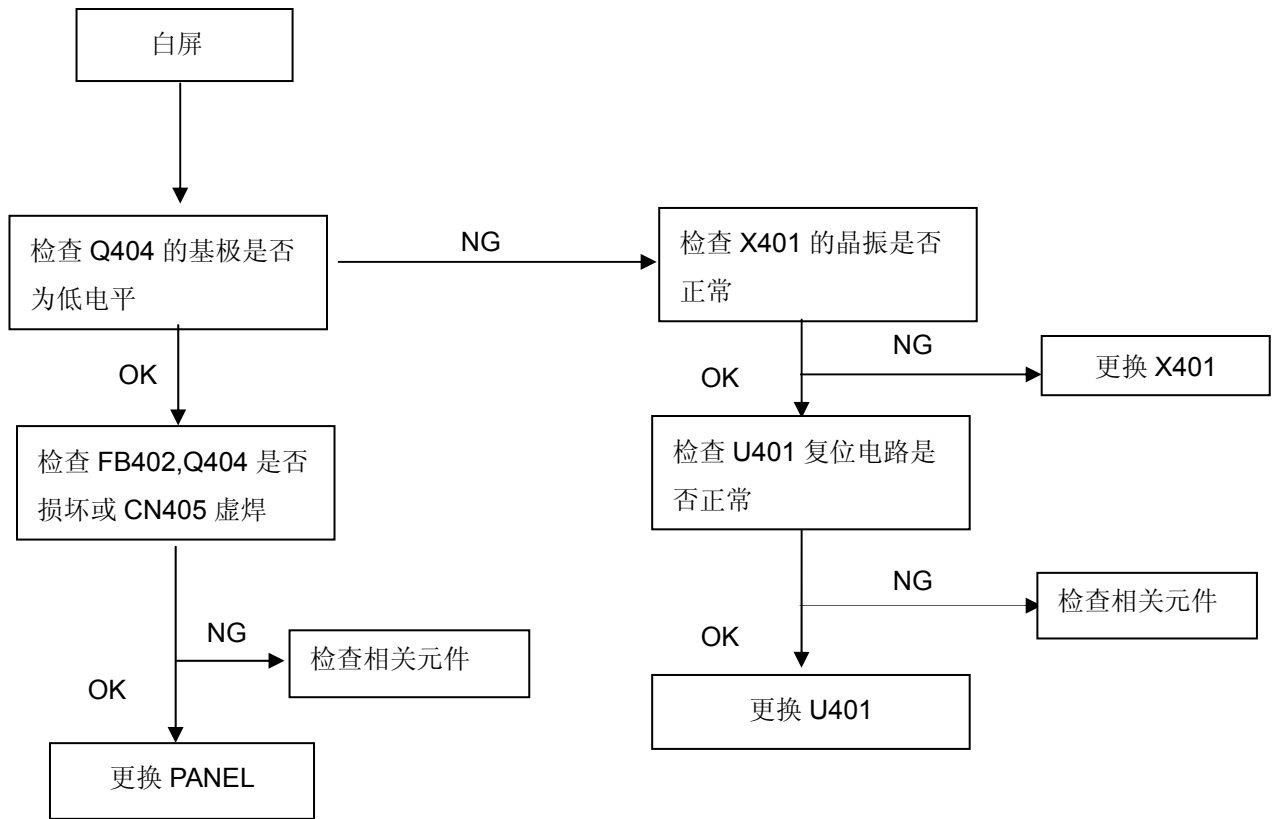 白屏
检查 Q404 的基极是否
为低电平
NG
检查 X401 的晶振是否
正常
OK
NG
更换 X401
OK
检查 FB402,Q404 是否
损坏或 CN405 虚焊
检查 U401 复位电路是
否正常
NG
检查相关元件
OK
NG
检查相关元件
OK
更换 U401
更换 PANEL